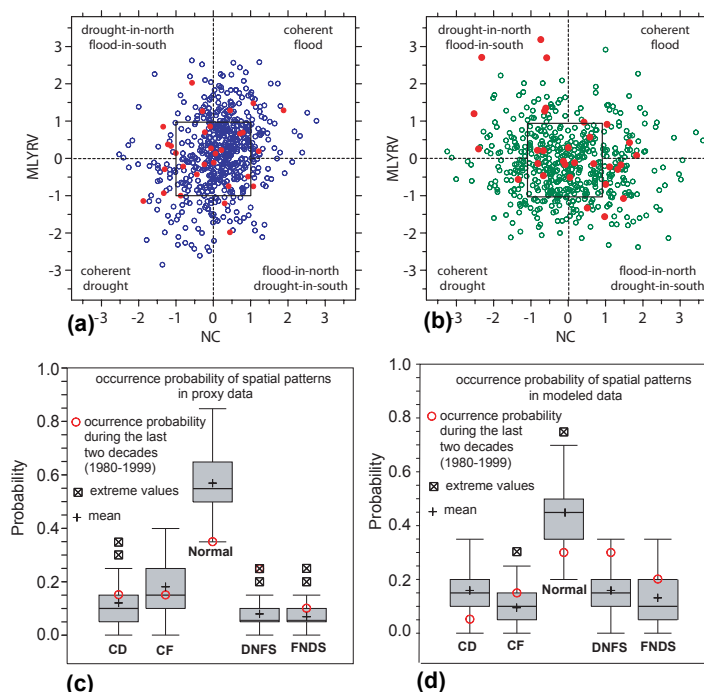 drought-in-north
flood-in-south
coherent
flood
MLYRV
3
2
1
0
-1
-2
-3
coherent
drought
flood-in-north
drought-in-south
-3 -2 -1 0 1 2 3
NC
(a)
drought-in-north
flood-in-south
coherent
flood
MLYRV
3
2
1
0
-1
-2
-3
coherent
drought
flood-in-north
drought-in-south
-3 -2 -1 0 1 2 3
NC
(b)
1.0
0.8
0.6
0.4
0.2
0.0
Probability
occurrence probability of spatial patterns
in proxy data
ocurrence probability
during the last
two decades
(1980-1999)
extreme values
mean
Normal
CD CF DNFS FNDS
(c)
1.0
0.8
0.6
0.4
0.2
0.0
Probability
occurrence probability of spatial patterns
in modeled data
ocurrence probability
during the last
two decades
(1980-1999)
extreme values
mean
Normal
CD CF DNFS FNDS
(d)